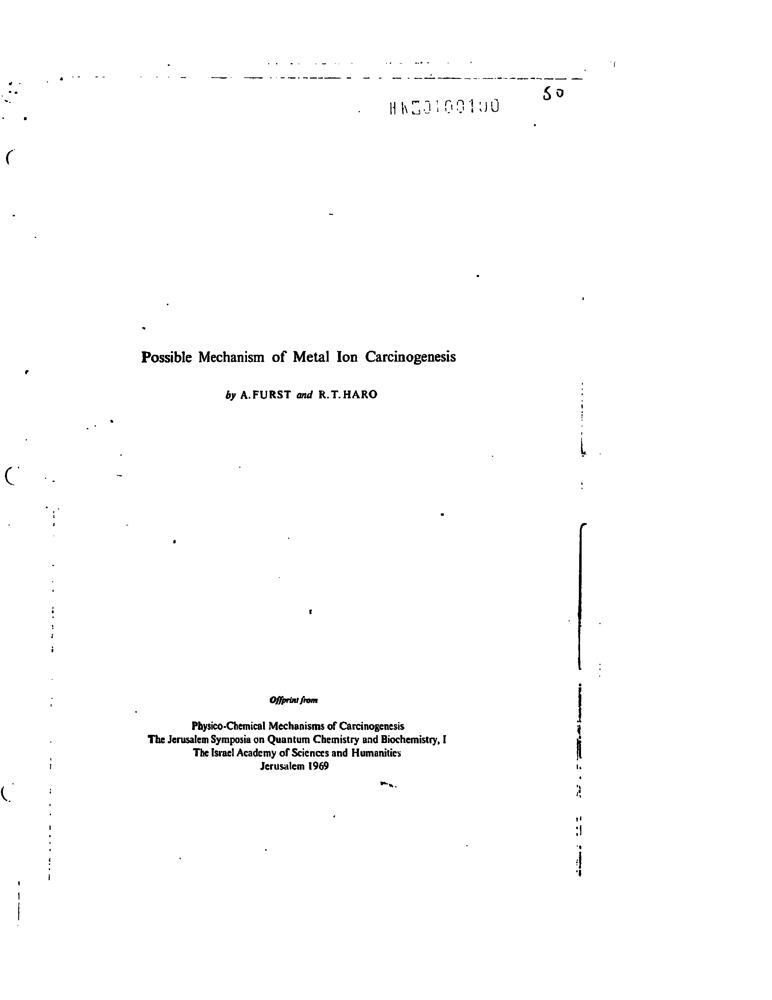 50
Possible Mechanism of Metal Ion Carcinogenesis
by A. FURST and R. T. HARO
Offprint from
Physico-Chemical Mechanisms of Carcinogenesis
The Jerusalem Symposia on Quantum Chemistry and Biochemistry, I
The Israel Academy of Sciences and Humanities
Jerusalem 1969